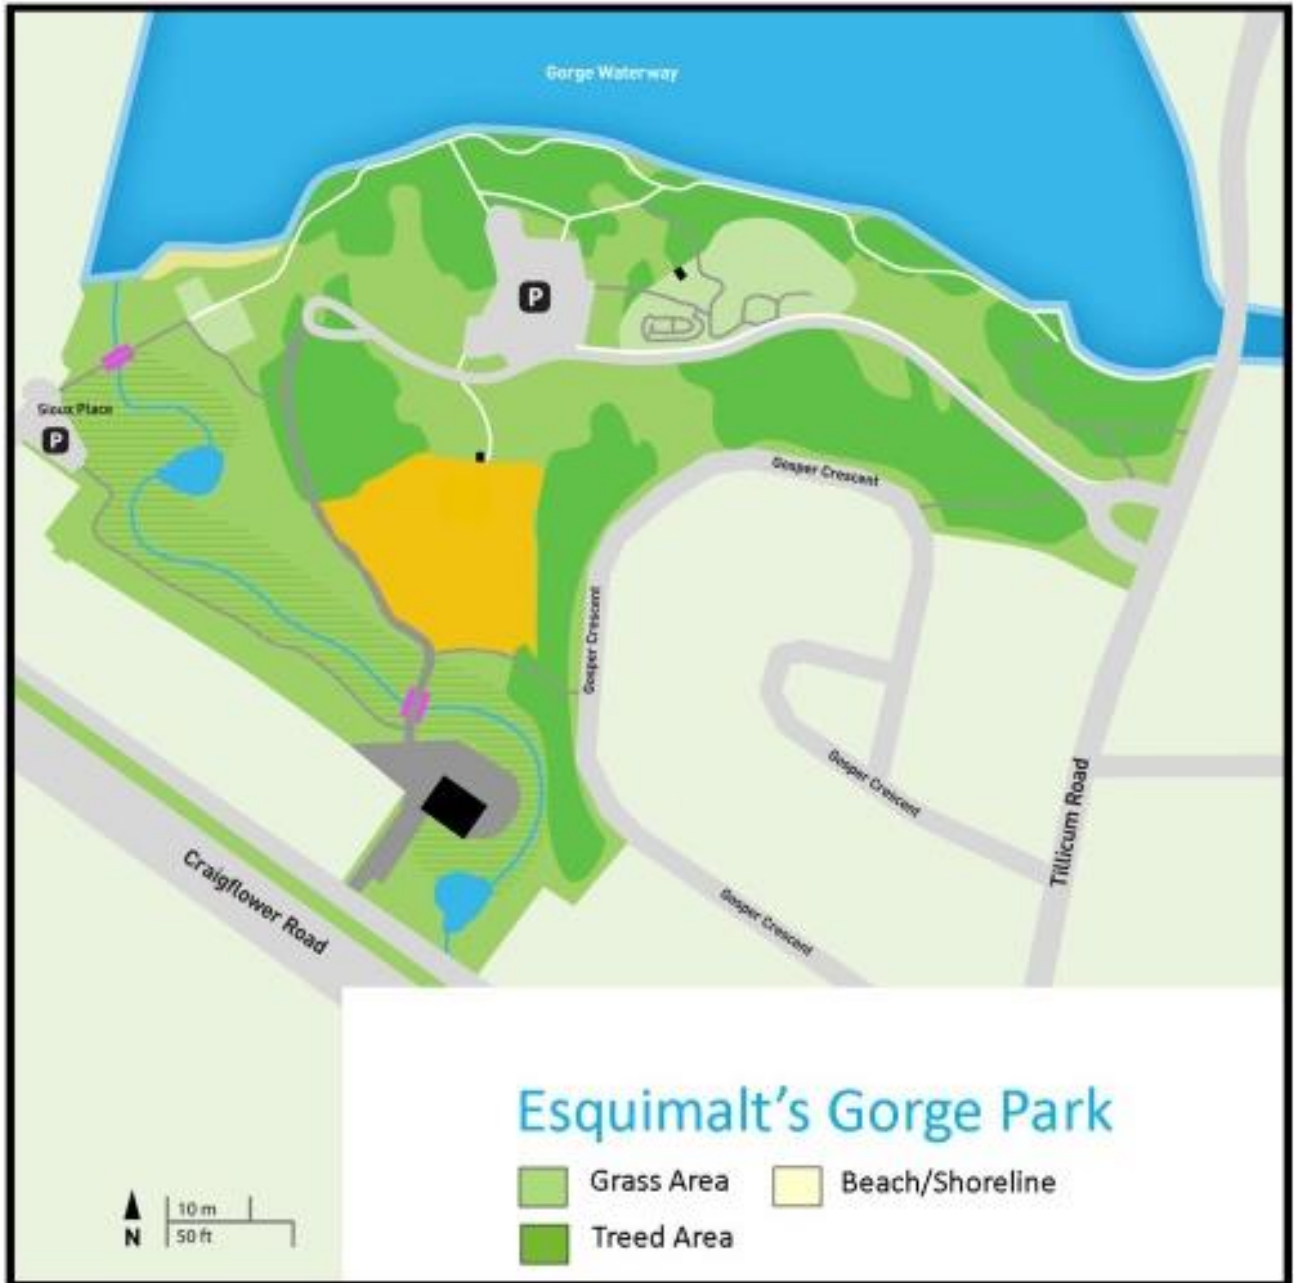 Gorge Waterway
P
Sioux Place
P
Gosper Crescent
Gosper Crescent
Gosper Crescent
Gosper Crescent
Tillicum Road
Craigflower Road
Esquimalt's Gorge Park
Grass Area
Beach/Shoreline
Treed Area
10 m
50 ft
N